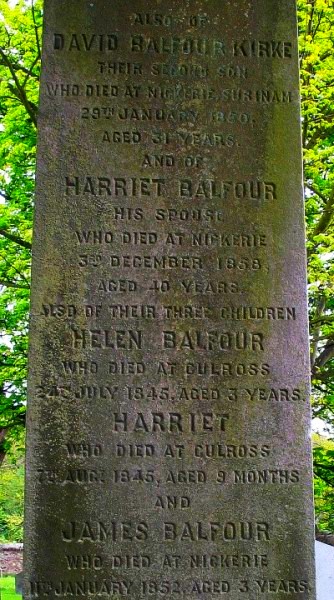 ALSO OF
DAVID BALFOUR KIRKE
THEIR SECOND SON
WHO DIED AT NICKERIE, SURINAM
29TH JANUARY 1850,
AGED 31 YEARS.
AND OF
HARRIET BALFOUR
HIS SPOUSE
WHO DIED AT NICKERIE
3RD DECEMBER 1858,
AGED 40 YEARS.
ALSO OF THEIR THREE CHILDREN
HELEN BALFOUR
WHO DIED AT CULROSS
24TH JULY 1845, AGED 3 YEARS.
HARRIET
WHO DIED AT CULROSS
7TH AUGT 1845, AGED 9 MONTHS
AND
JAMES BALFOUR
WHO DIED AT NICKERIE
11TH JANUARY 1852, AGED 3 YEARS.